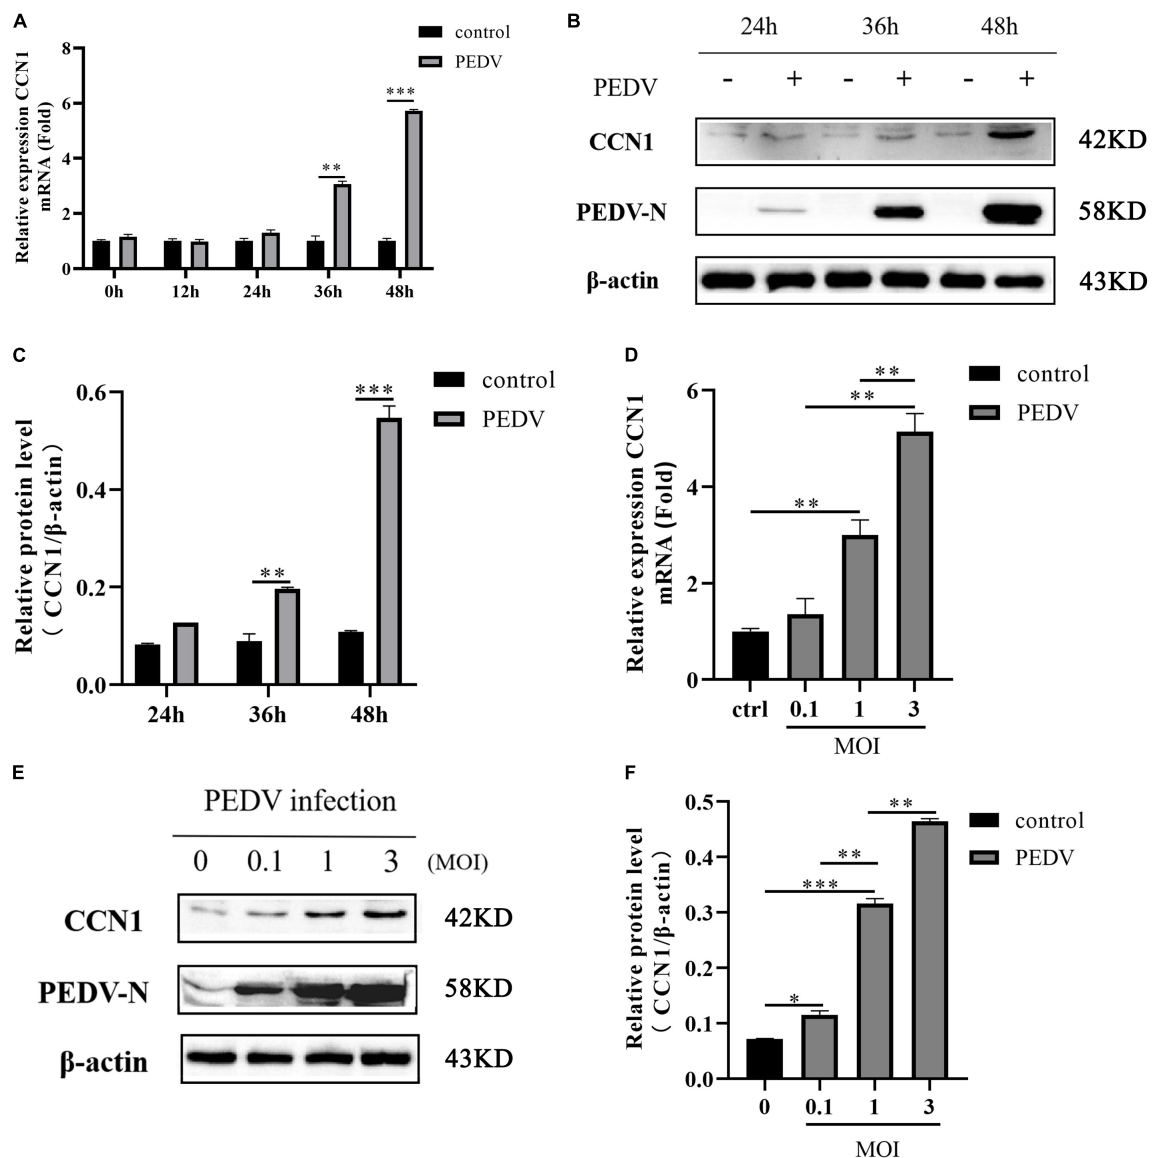 A
Relative expression CCN1
mRNA (Fold)
8
6
4
2
0
0h 12h 24h 36h 48h
** ***
control
PEDV
B
24h 36h 48h
PEDV - + - + - +
CCN1 42KD
PEDV-N 58KD
β-actin 43KD
C
Relative protein level
( CCN1/β-actin)
0.6
0.4
0.2
0.0
24h 36h 48h
** ***
control
PEDV
D
Relative expression CCN1
mRNA (Fold)
6
4
2
0
ctrl 0.1 1 3
MOI
**
**
**
control
PEDV
E
PEDV infection
0 0.1 1 3 (MOI)
CCN1 42KD
PEDV-N 58KD
β-actin 43KD
F
Relative protein level
( CCN1/β-actin)
0.5
0.4
0.3
0.2
0.1
0.0
0 0.1 1 3
MOI
**
**
***
*
control
PEDV